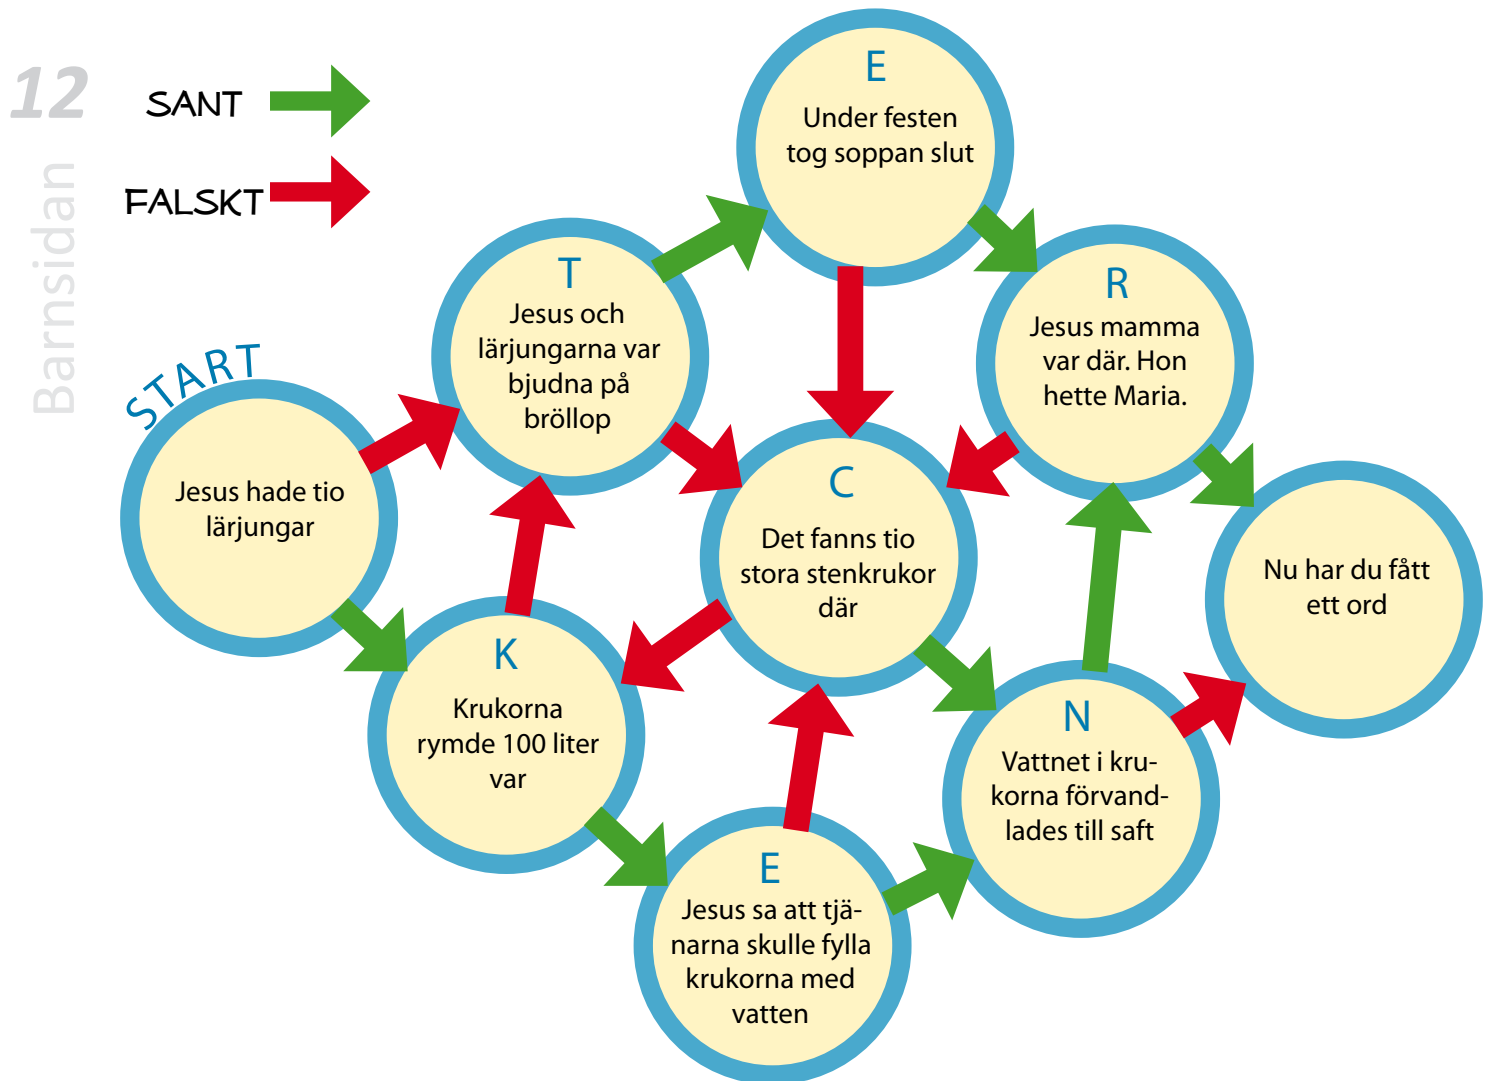 12
Barnsidan
SANT
FALSKT
START
Jesus hade tio
lärjungar
T
Jesus och
lärjungarna var
bjudna på
bröllop
E
Under festen
tog soppan slut
R
Jesus mamma
var där. Hon
hette Maria.
C
Det fanns tio
stora stenkrukor
där
K
Krukorna
rymde 100 liter
var
E
Jesus sa att tjä-
narna skulle fylla
krukorna med
vatten
N
Vattnet i kru-
korna förvand-
lades till saft
Nu har du fått
ett ord